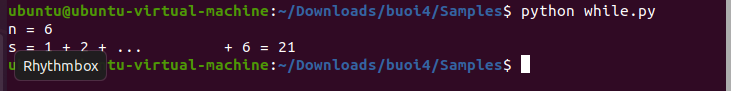 ubuntu@ubuntu-virtual-machine:~/Downloads/buoi4/Samples$ python while.py
n = 6
s = 1 + 2 + ...          + 6 = 21
Rhythmbox
u tu-virtual-machine:~/Downloads/buoi4/Samples$